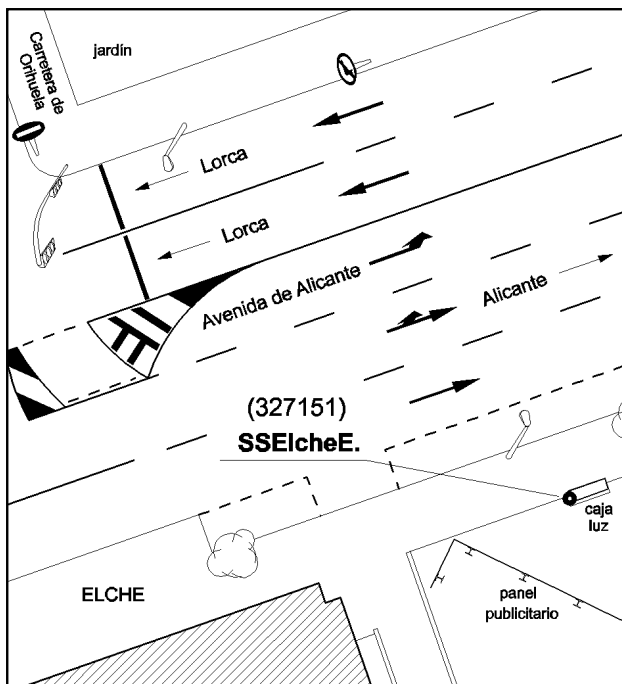 Carretera de
Orihuela
jardín
Lorca
Lorca
Avenida de Alicante
Alicante
(327151)
SSElcheE.
caja
luz
ELCHE
panel
publicitario